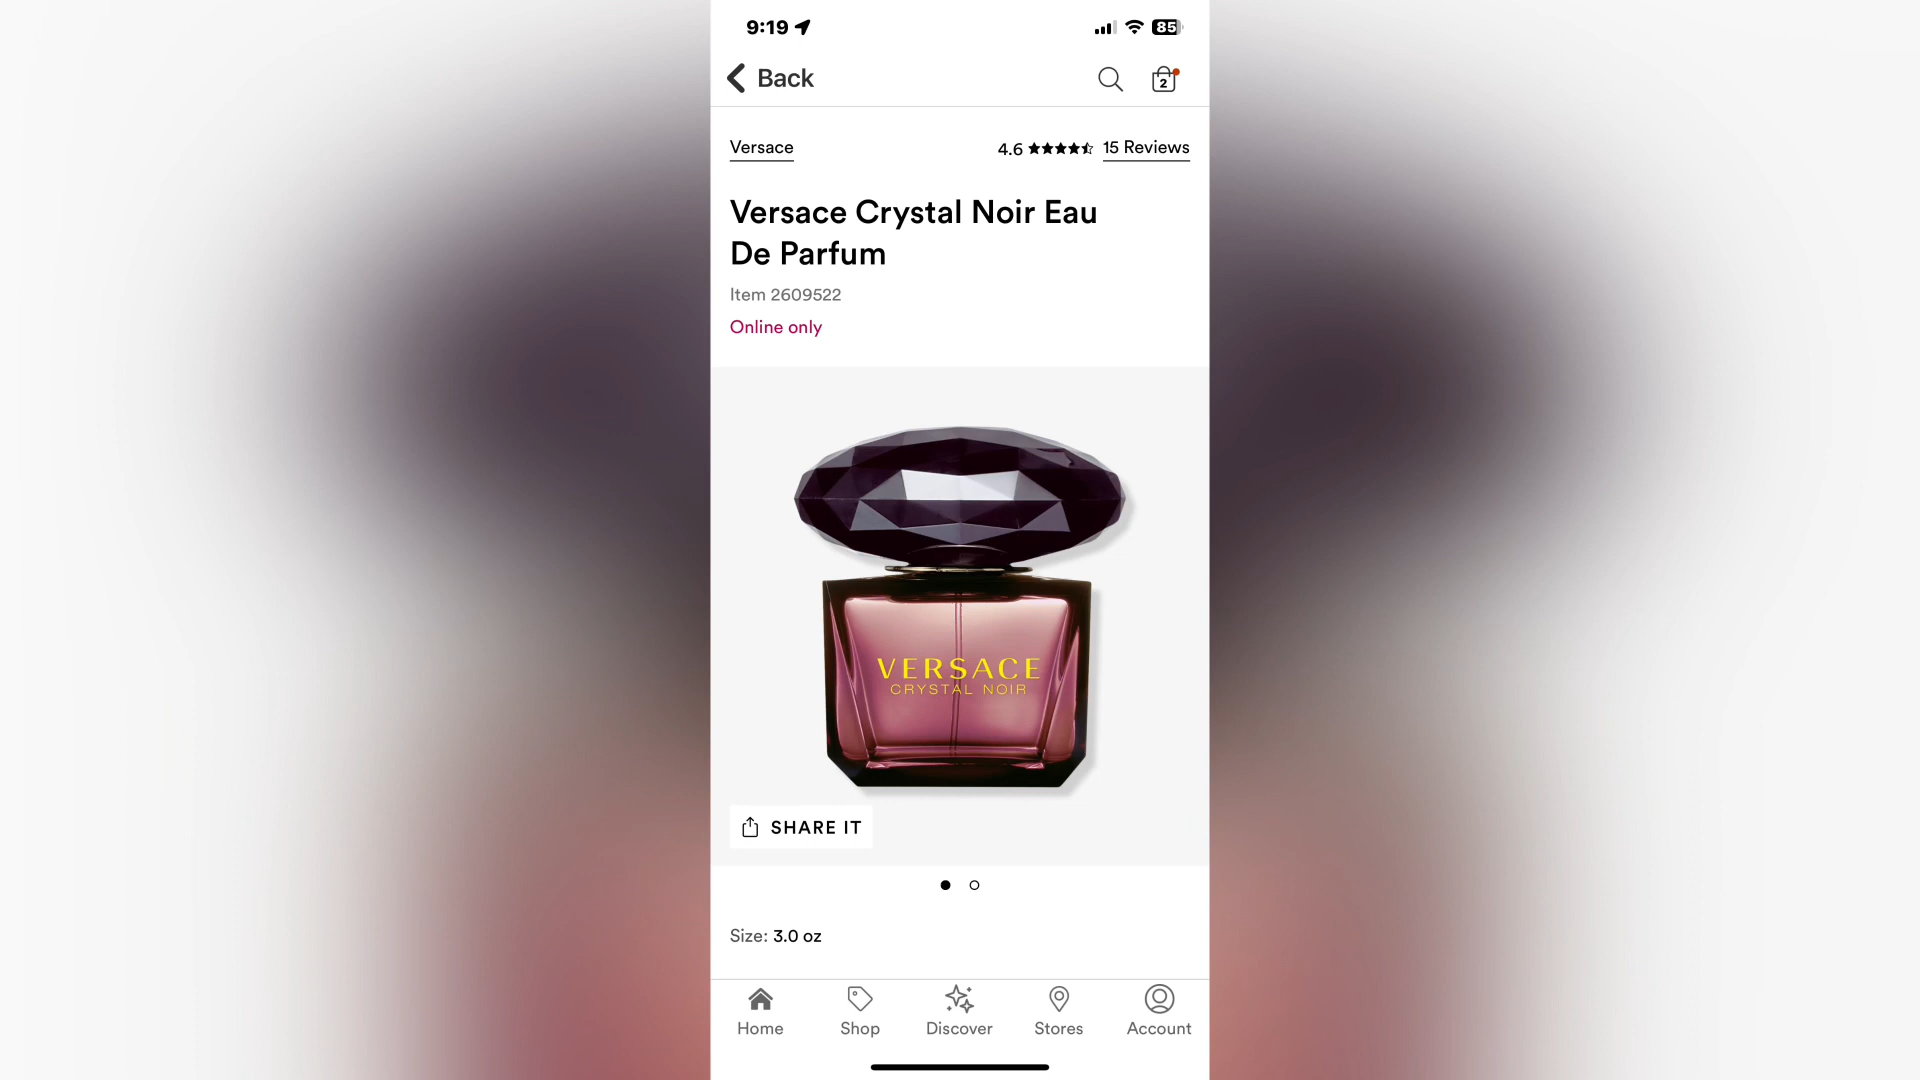 9:19
85
Back
2
Versace
4.6
15 Reviews
Versace Crystal Noir Eau
De Parfum
Item 2609522
Online only
VERSACE
CRYSTAL NOIR
SHARE IT
Size: 3.0 oz
Home
Shop
Discover
Stores
Account